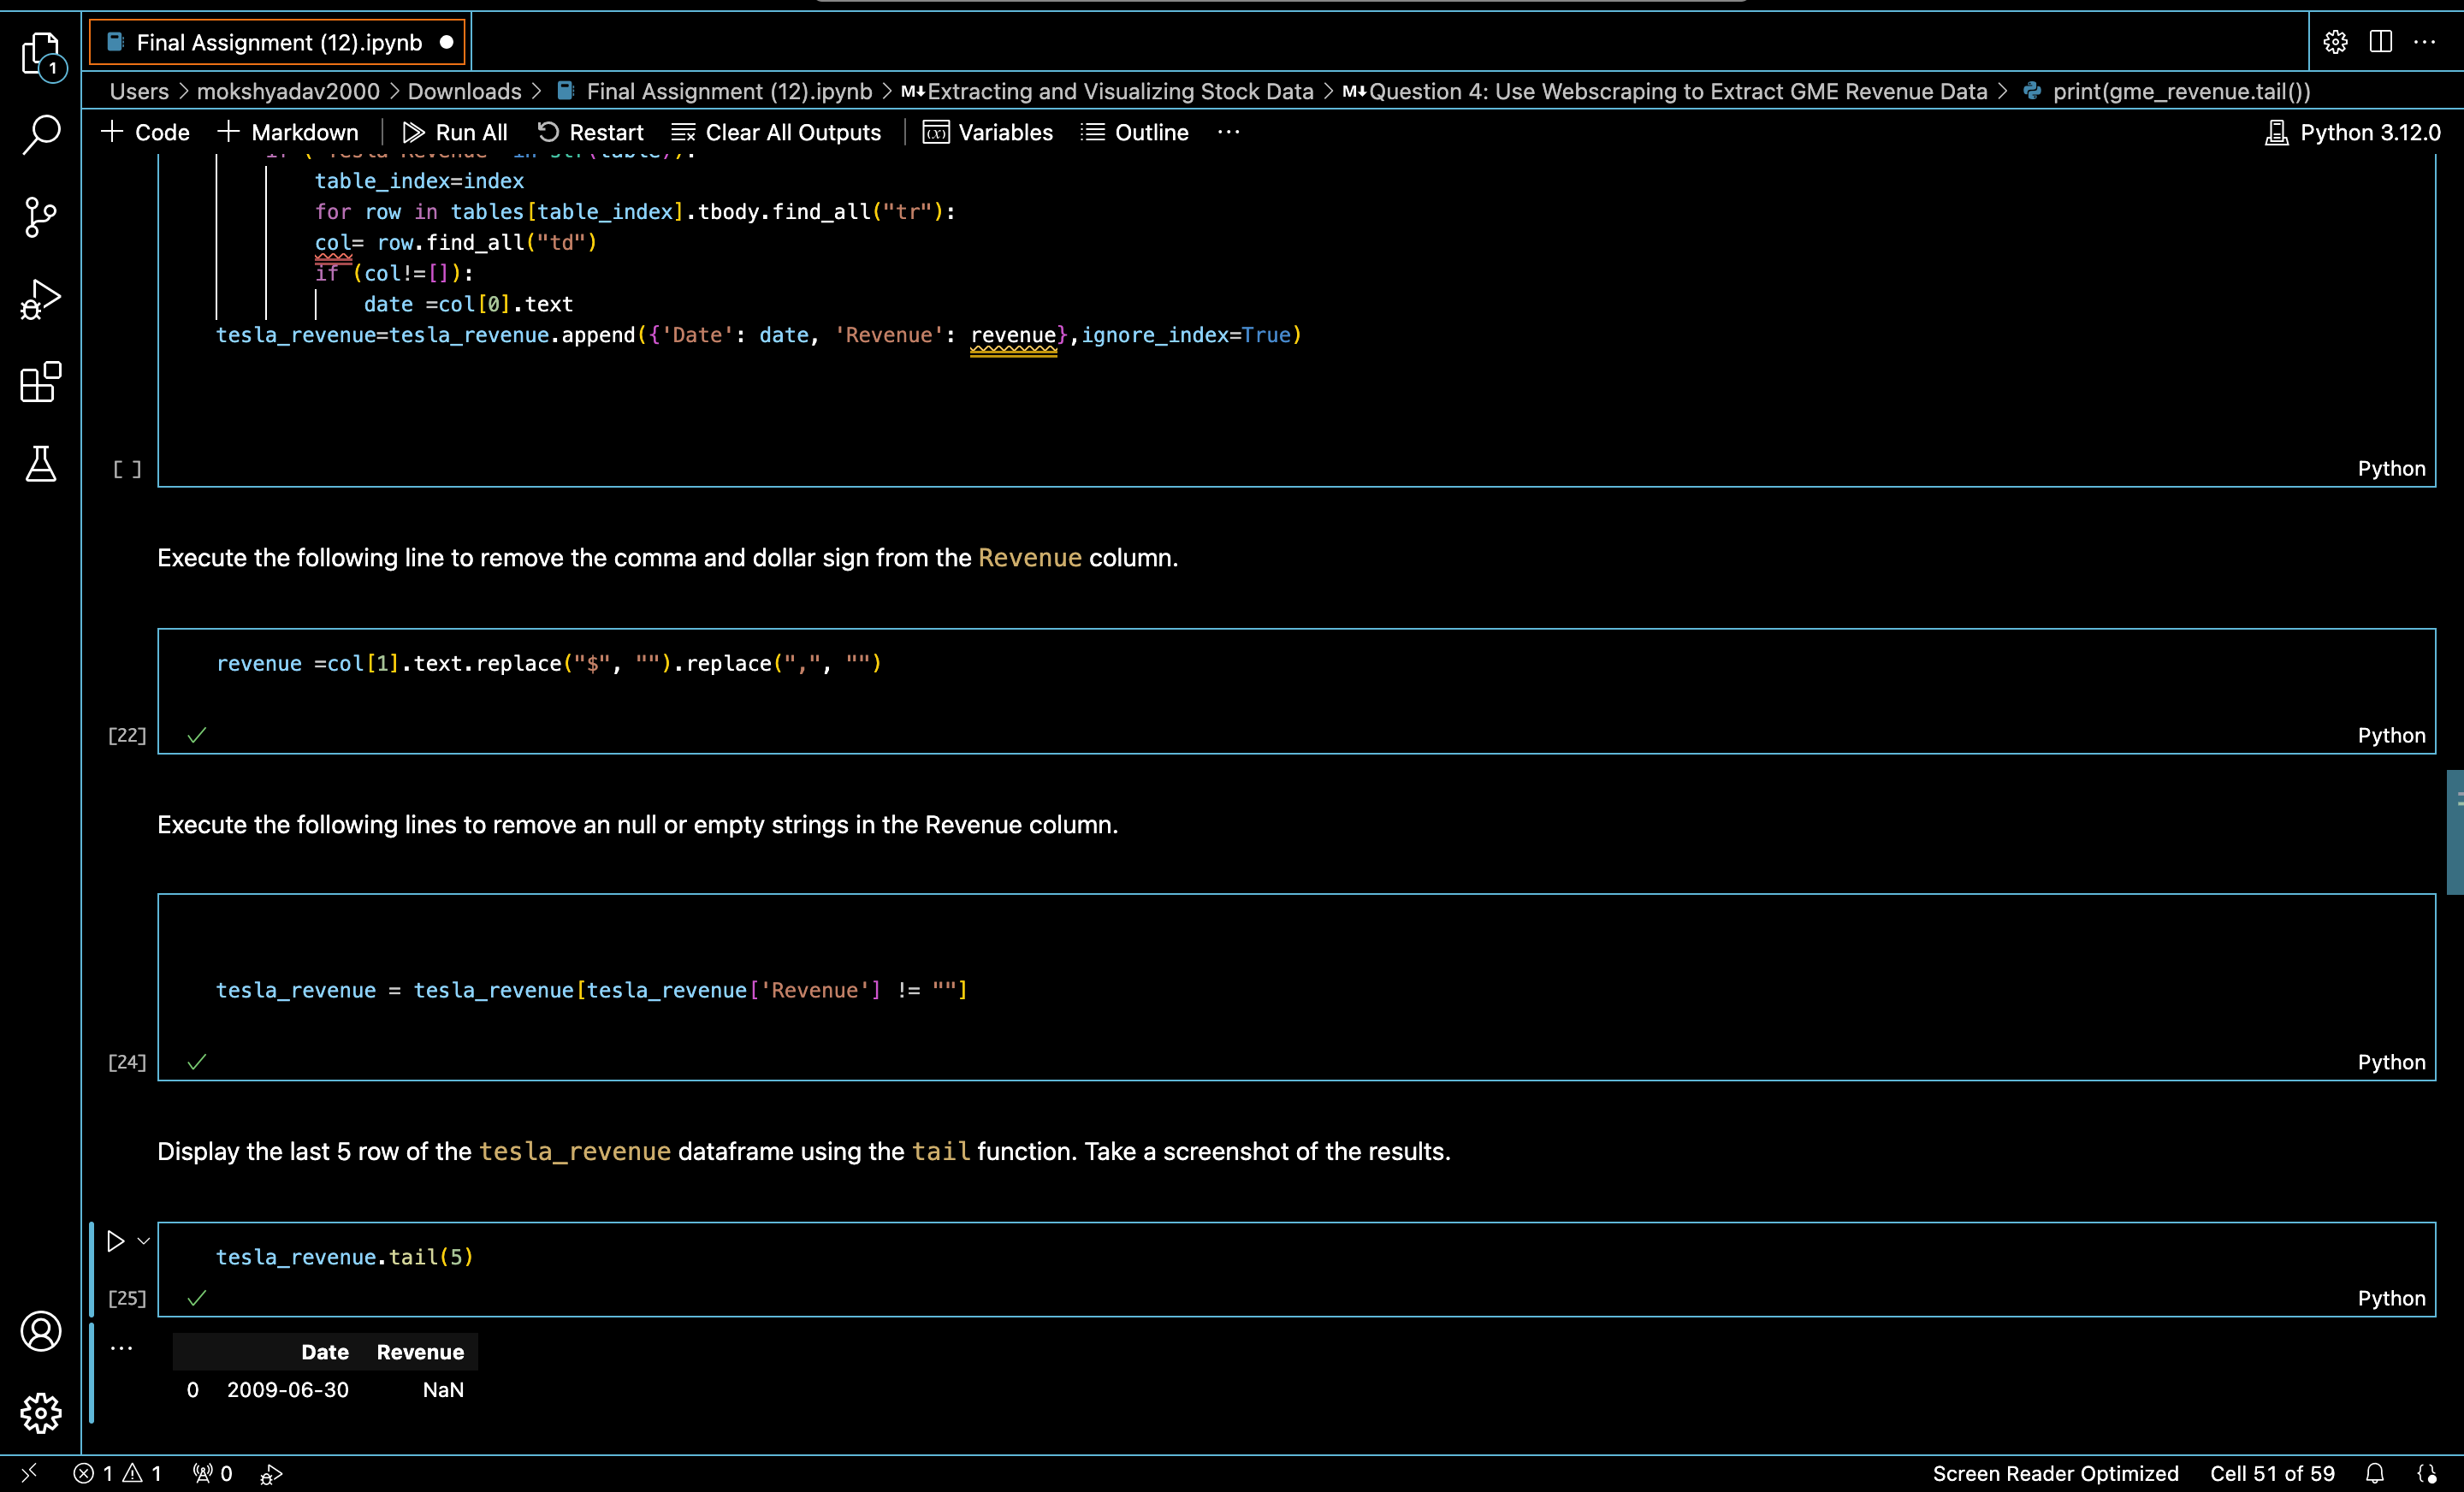 Final Assignment (12).ipynb
1
Users > mokshyadav2000 > Downloads > Final Assignment (12).ipynb > M↓Extracting and Visualizing Stock Data > M↓Question 4: Use Webscraping to Extract GME Revenue Data > print(gme_revenue.tail())
+ Code + Markdown | Run All Restart Clear All Outputs | Variables Outline ... Python 3.12.0
table_index=index
for row in tables[table_index].tbody.find_all("tr"):
col= row.find_all("td")
if (col!=[]):
date =col[0].text
tesla_revenue=tesla_revenue.append({'Date': date, 'Revenue': revenue},ignore_index=True)
[ ] Python
Execute the following line to remove the comma and dollar sign from the Revenue column.
revenue =col[1].text.replace("$", "").replace(",", "")
[22] Python
Execute the following lines to remove an null or empty strings in the Revenue column.
tesla_revenue = tesla_revenue[tesla_revenue['Revenue'] != ""]
[24] Python
Display the last 5 row of the tesla_revenue dataframe using the tail function. Take a screenshot of the results.
tesla_revenue.tail(5)
[25] Python
... Date Revenue
0 2009-06-30 NaN
1 1 0 Screen Reader Optimized Cell 51 of 59